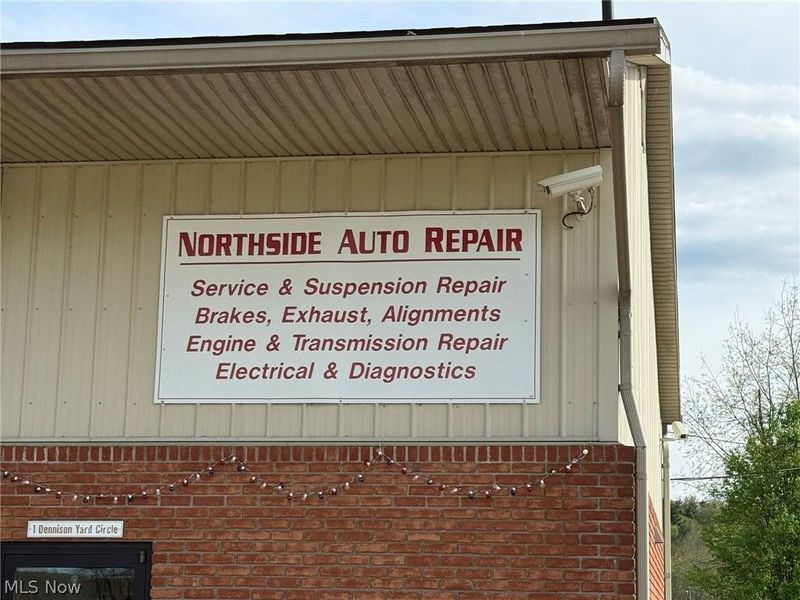 NORTHSIDE AUTO REPAIR
Service & Suspension Repair
Brakes, Exhaust, Alignments
Engine & Transmission Repair
Electrical & Diagnostics
1 Dennison Yard Circle
MLS Now